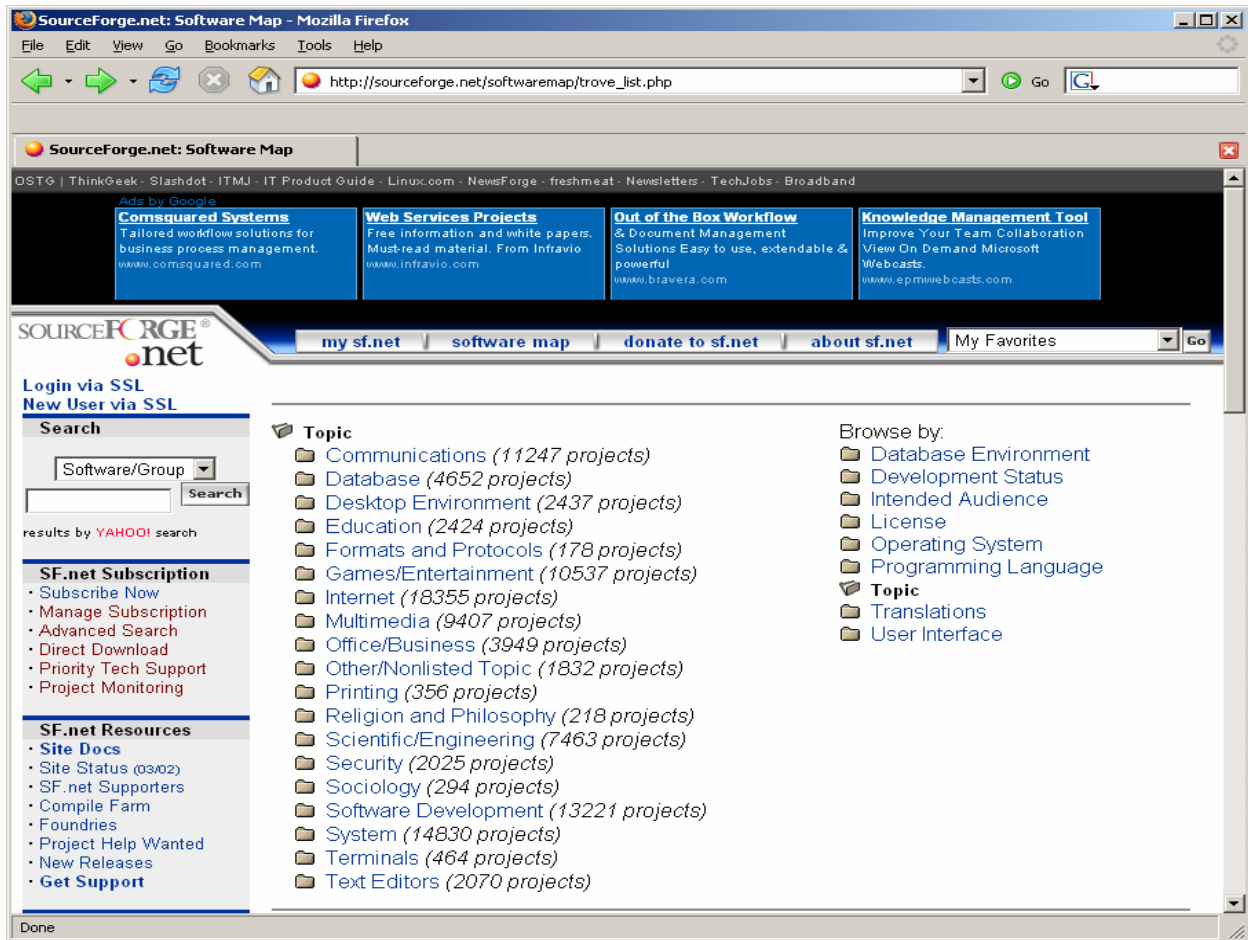 SourceForge.net: Software Map - Mozilla Firefox
File Edit View Go Bookmarks Tools Help
http://sourceforge.net/softwaremap/trove_list.php
Go
G
SourceForge.net: Software Map
OSTG | ThinkGeek - Slashdot - ITMJ - IT Product Guide - Linux.com - NewsForge - freshmeat - Newsletters - TechJobs - Broadband
Ads by Google
Comsquared Systems
Tailored workflow solutions for
business process management.
www.comsquared.com
Web Services Projects
Free information and white papers.
Must-read material. From Infravio
www.infravio.com
Out of the Box Workflow
& Document Management
Solutions Easy to use, extendable &
powerful
www.bravera.com
Knowledge Management Tool
Improve Your Team Collaboration
View On Demand Microsoft
Webcasts.
www.epmwebcasts.com
SOURCEFORGE®
.net
my sf.net
software map
donate to sf.net
about sf.net
My Favorites
Go
Login via SSL
New User via SSL
Search
Software/Group
Search
results by YAHOO! search
SF.net Subscription
· Subscribe Now
· Manage Subscription
· Advanced Search
· Direct Download
· Priority Tech Support
· Project Monitoring
SF.net Resources
· Site Docs
· Site Status (03/02)
· SF.net Supporters
· Compile Farm
· Foundries
· Project Help Wanted
· New Releases
· Get Support
Topic
Communications (11247 projects)
Database (4652 projects)
Desktop Environment (2437 projects)
Education (2424 projects)
Formats and Protocols (178 projects)
Games/Entertainment (10537 projects)
Internet (18355 projects)
Multimedia (9407 projects)
Office/Business (3949 projects)
Other/Nonlisted Topic (1832 projects)
Printing (356 projects)
Religion and Philosophy (218 projects)
Scientific/Engineering (7463 projects)
Security (2025 projects)
Sociology (294 projects)
Software Development (13221 projects)
System (14830 projects)
Terminals (464 projects)
Text Editors (2070 projects)
Browse by:
Database Environment
Development Status
Intended Audience
License
Operating System
Programming Language
Topic
Translations
User Interface
Done